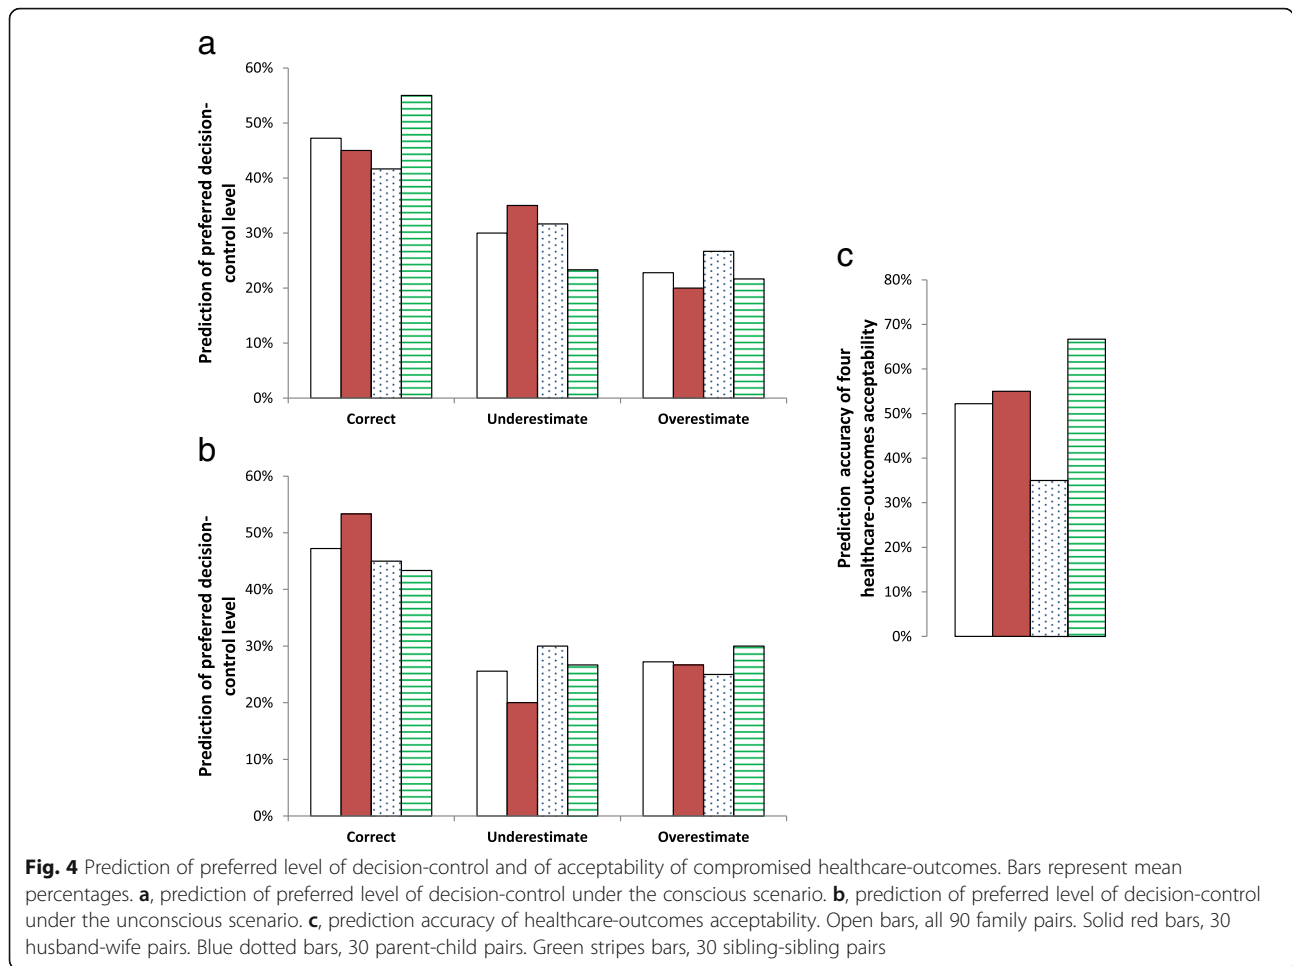 a
60%
50%
40%
30%
20%
10%
0%
Prediction of preferred decision-
control level
Correct Underestimate Overestimate
b
60%
50%
40%
30%
20%
10%
0%
Prediction of preferred decision-
control level
Correct Underestimate Overestimate
c
80%
70%
60%
50%
40%
30%
20%
10%
0%
Prediction accuracy of four
healthcare-outcomes acceptability
Fig. 4 Prediction of preferred level of decision-control and of acceptability of compromised healthcare-outcomes. Bars represent mean
percentages. a, prediction of preferred level of decision-control under the conscious scenario. b, prediction of preferred level of decision-control
under the unconscious scenario. c, prediction accuracy of healthcare-outcomes acceptability. Open bars, all 90 family pairs. Solid red bars, 30
husband-wife pairs. Blue dotted bars, 30 parent-child pairs. Green stripes bars, 30 sibling-sibling pairs